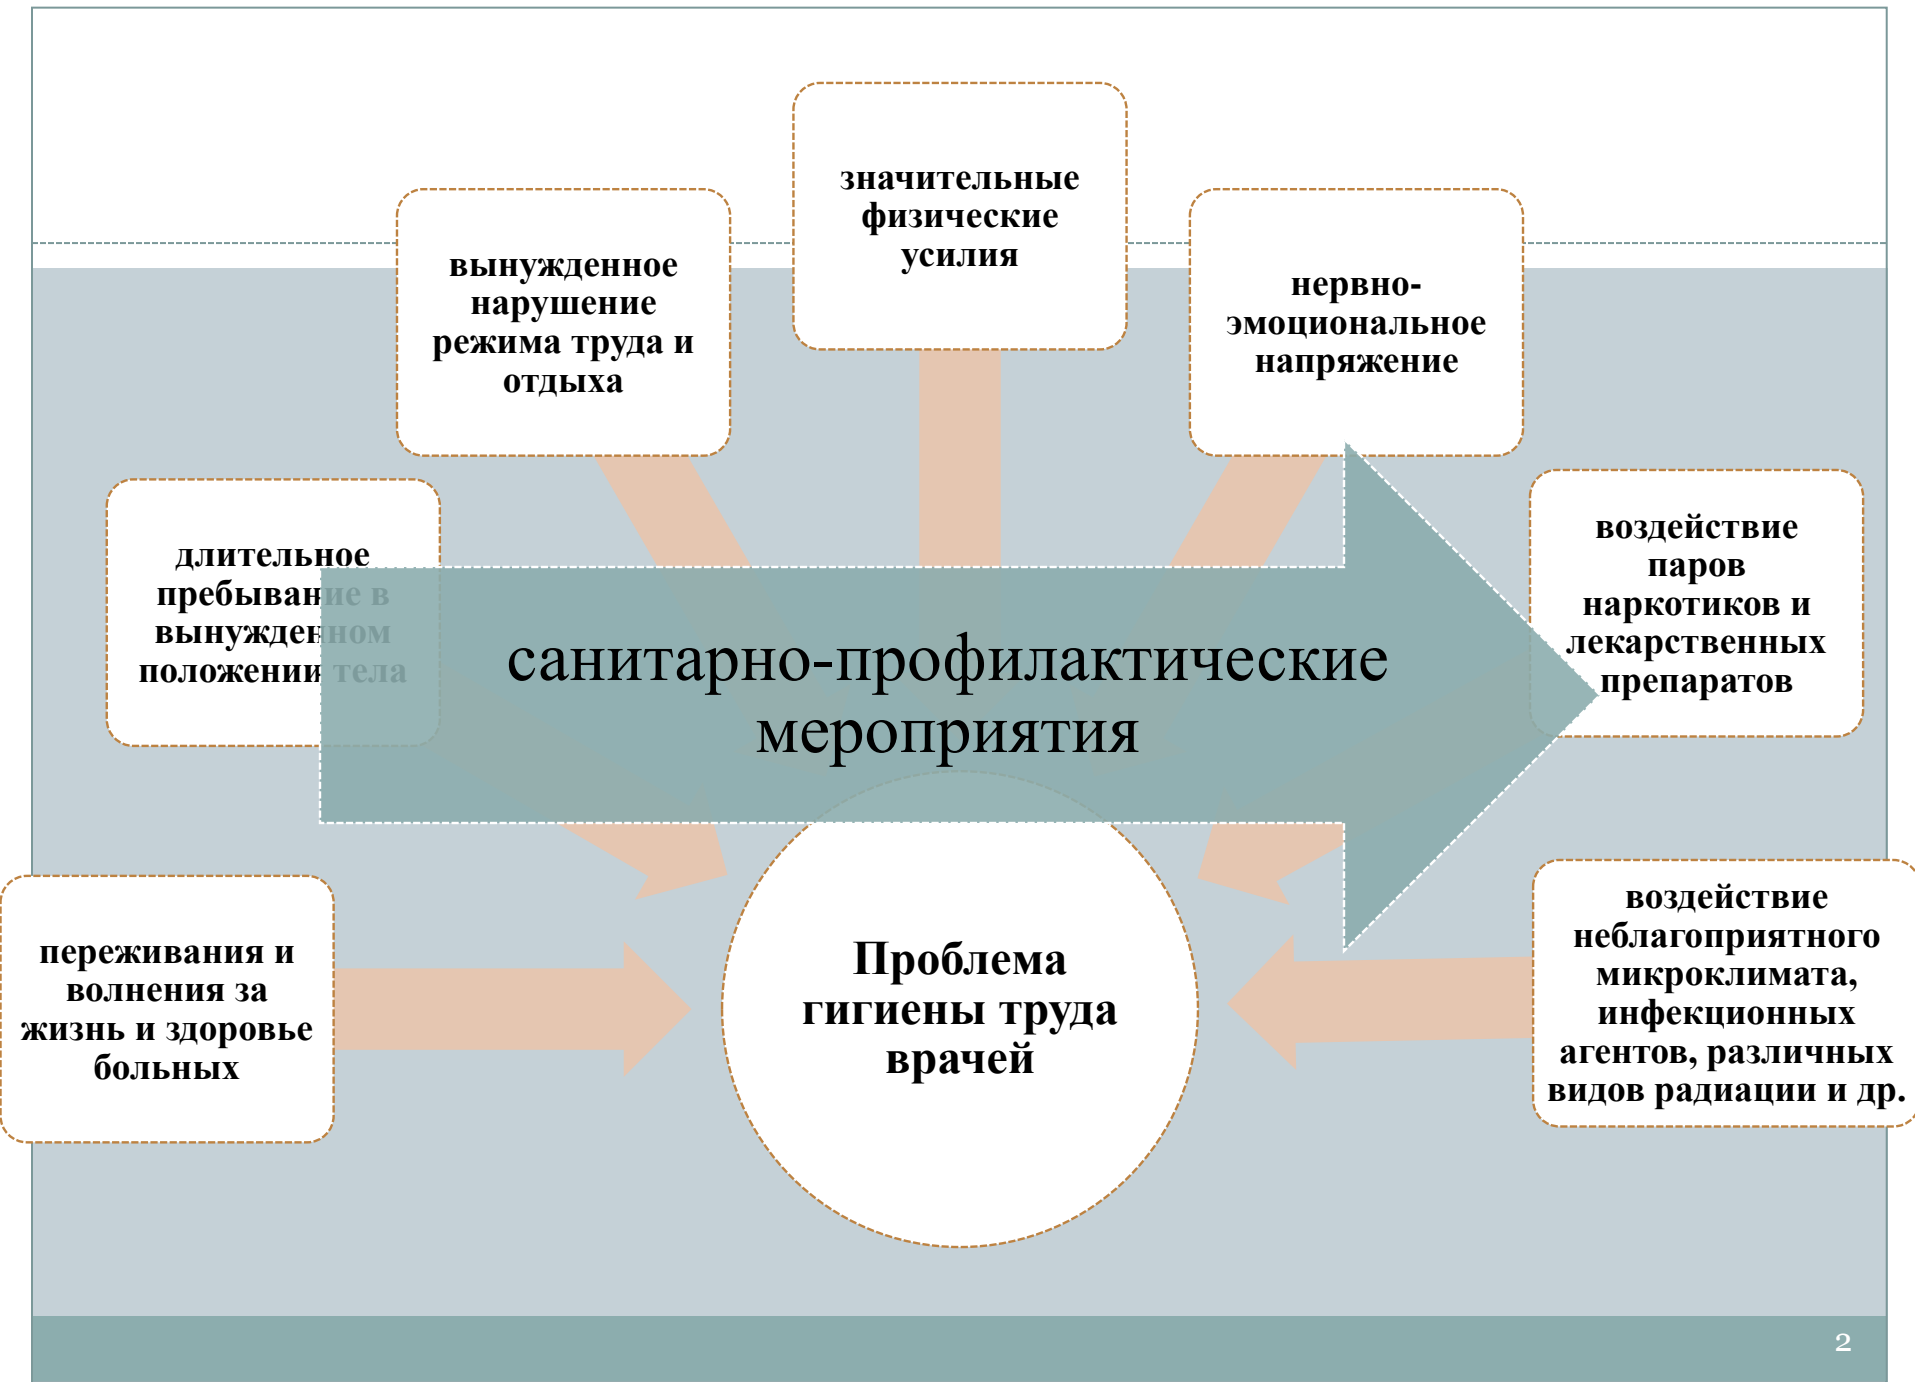 значительные
физические
усилия
вынужденное
нарушение
режима труда и
отдыха
нервно-
эмоциональное
напряжение
длительное
пребывание в
вынужденном
положении тела
воздействие
паров
наркотиков и
лекарственных
препаратов
санитарно-профилактические
мероприятия
переживания и
волнения за
жизнь и здоровье
больных
Проблема
гигиены труда
врачей
воздействие
неблагоприятного
микроклимата,
инфекционных
агентов, различных
видов радиации и др.
2